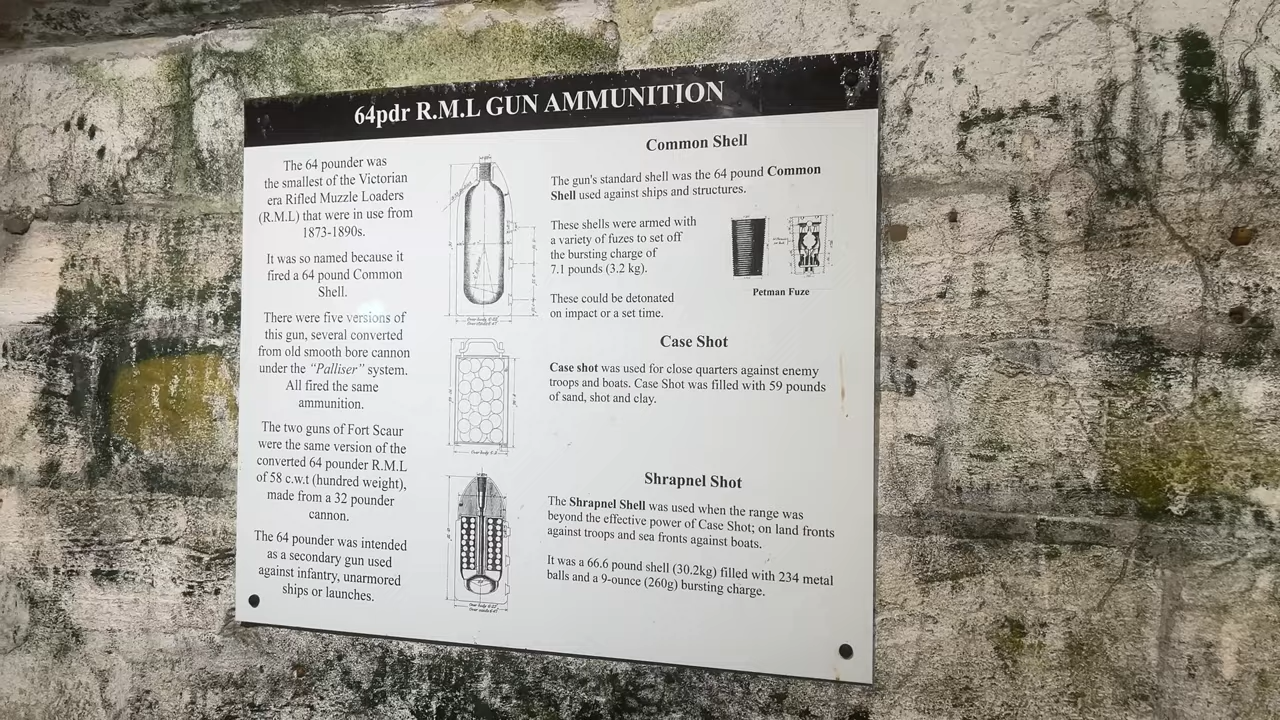 64pdr R.M.L GUN AMMUNITION
The 64 pounder was
the smallest of the Victorian
era Rifled Muzzle Loaders
(R.M.L) that were in use from
1873-1890s.
It was so named because it
fired a 64 pound Common
Shell.
There were five versions of
this gun, several converted
from old smooth bore cannon
under the “Palliser” system.
All fired the same
ammunition.
The two guns of Fort Scaur
were the same version of the
converted 64 pounder R.M.L
of 58 c.w.t (hundred weight),
made from a 32 pounder
cannon.
The 64 pounder was intended
as a secondary gun used
against infantry, unarmored
ships or launches.
Common Shell
The gun's standard shell was the 64 pound Common
Shell used against ships and structures.
These shells were armed with
a variety of fuzes to set off
the bursting charge of
7.1 pounds (3.2 kg).
These could be detonated
on impact or a set time.
Petman Fuze
Case Shot
Case shot was used for close quarters against enemy
troops and boats. Case Shot was filled with 59 pounds
of sand, shot and clay.
Shrapnel Shot
The Shrapnel Shell was used when the range was
beyond the effective power of Case Shot; on land fronts
against troops and sea fronts against boats.
It was a 66.6 pound shell (30.2kg) filled with 234 metal
balls and a 9-ounce (260g) bursting charge.